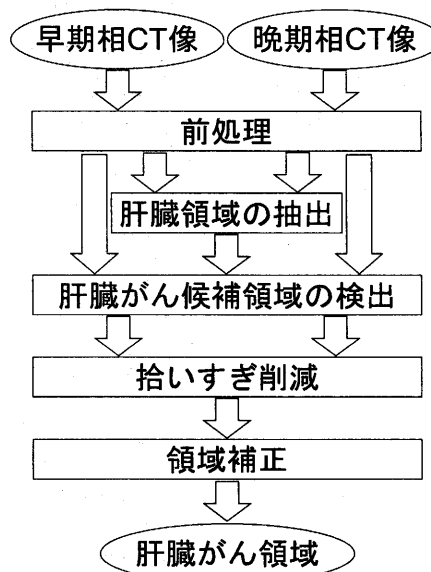 早期相CT像
晩期相CT像
前処理
肝臓領域の抽出
肝臓がん候補領域の検出
拾いすぎ削減
領域補正
肝臓がん領域